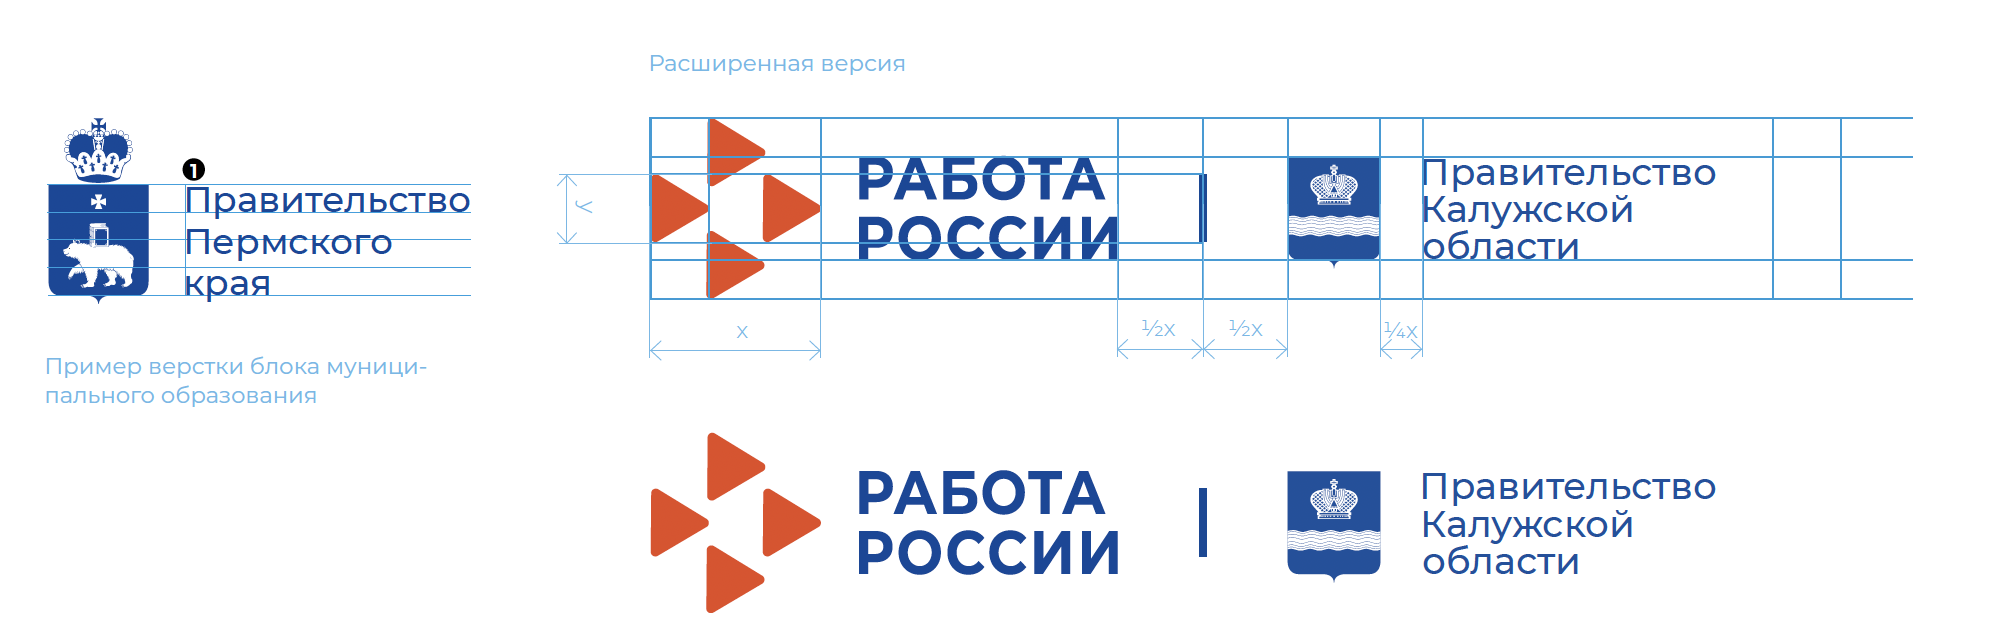 Расширенная версия
1
Правительство
Пермского
края
Пример верстки блока муници-
пального образования
y
РАБОТА
РОССИИ
Правительство
Калужской
области
x
½x
½x
¼x
РАБОТА
РОССИИ
Правительство
Калужской
области